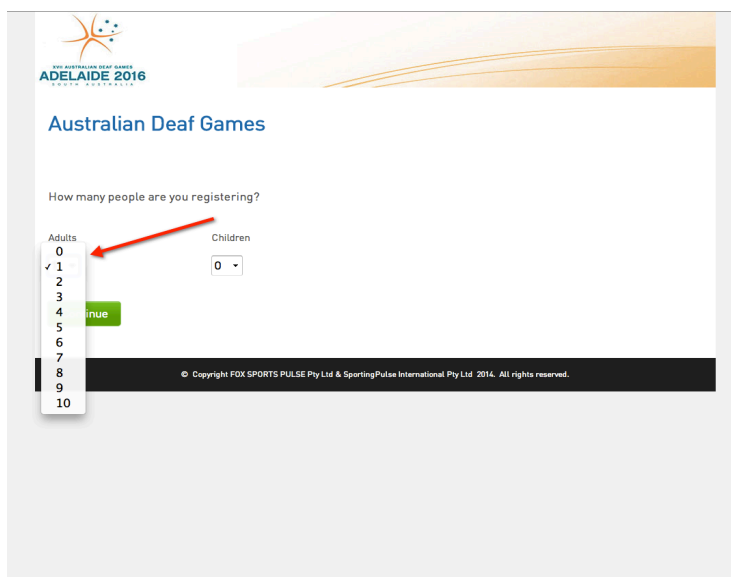 XVII AUSTRALIAN DEAF GAMES
ADELAIDE 2016
SOUTH AUSTRALIA
Australian Deaf Games
How many people are you registering?
Adults
Children
0
✓ 1
0
2
3
4
inue
5
6
7
8
9
10
© Copyright FOX SPORTS PULSE Pty Ltd & SportingPulse International Pty Ltd 2014. All rights reserved.